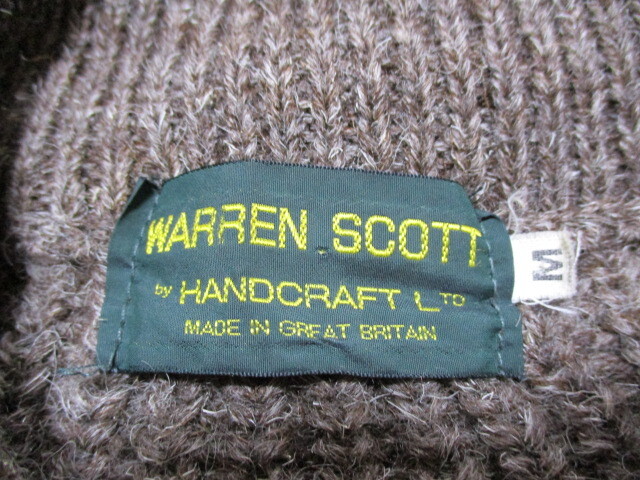 WARREN SCOTT
by HANDCRAFT LTD
MADE IN GREAT BRITAIN
M